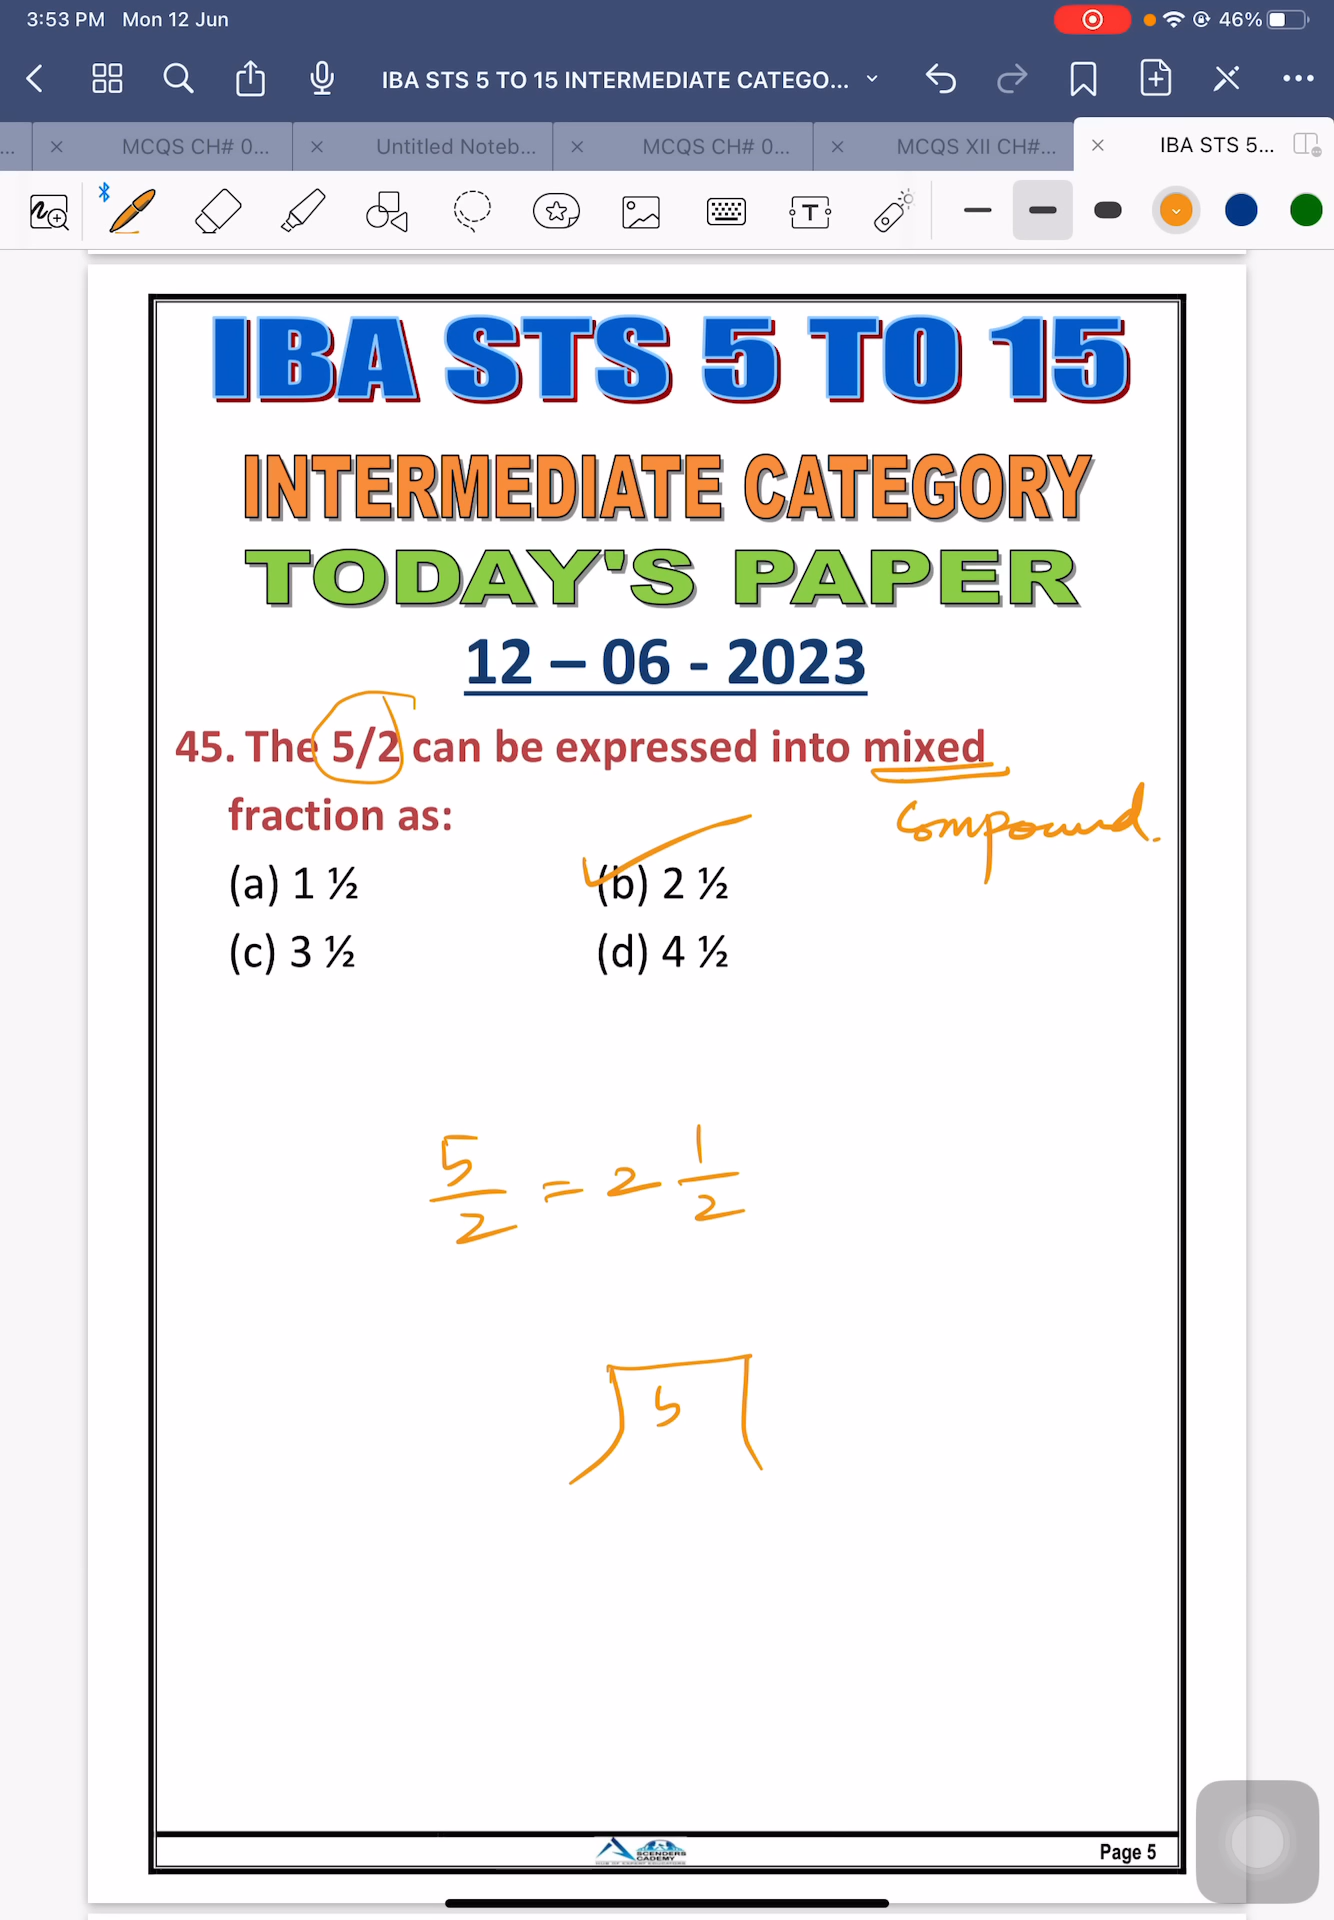 3:53 PM Mon 12 Jun
46%
IBA STS 5 TO 15 INTERMEDIATE CATEGO...
... MCQS CH# 0... Untitled Noteb... MCQS CH# 0... MCQS XII CH#... IBA STS 5...
T
IBA STS 5 TO 15
INTERMEDIATE CATEGORY
TODAY'S PAPER
12 – 06 - 2023
45. The 5/2 can be expressed into mixed
fraction as:
compound.
(a) 1 ½ (b) 2 ½
(c) 3 ½ (d) 4 ½
5/2 = 2 1/2
5
SCENDERS
CADEMY
Page 5